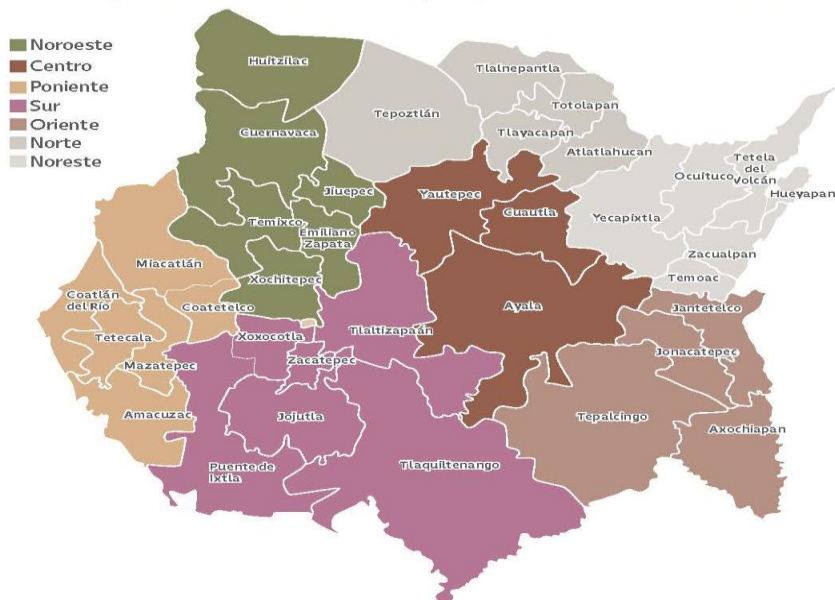 Noroeste
Centro
Poniente
Sur
Oriente
Norte
Noreste
Huitzilac
Tlalnepantla
Tepoztlán
Totolapan
Tlayacapan
Cuernavaca
Atlatlahucan
Tetela
del
Volcán
Ocuituco
Hueyapan
Jiuepec
Yautepec
Cuautla
Yecapixtla
Temixco
Emiliano
Zapata
Zacualpan
Miacatlán
Xochitepec
Temoac
Coatlán
del Río
Coatetelco
Ayala
Jantetelco
Tlaltizapaán
Tetecala
Xoxocotla
Zacatepec
Jonacatepec
Mazatepec
Amacuzac
Jojutla
Tepalcingo
Axochiapan
Puente de
Ixtla
Tlaquiltenango